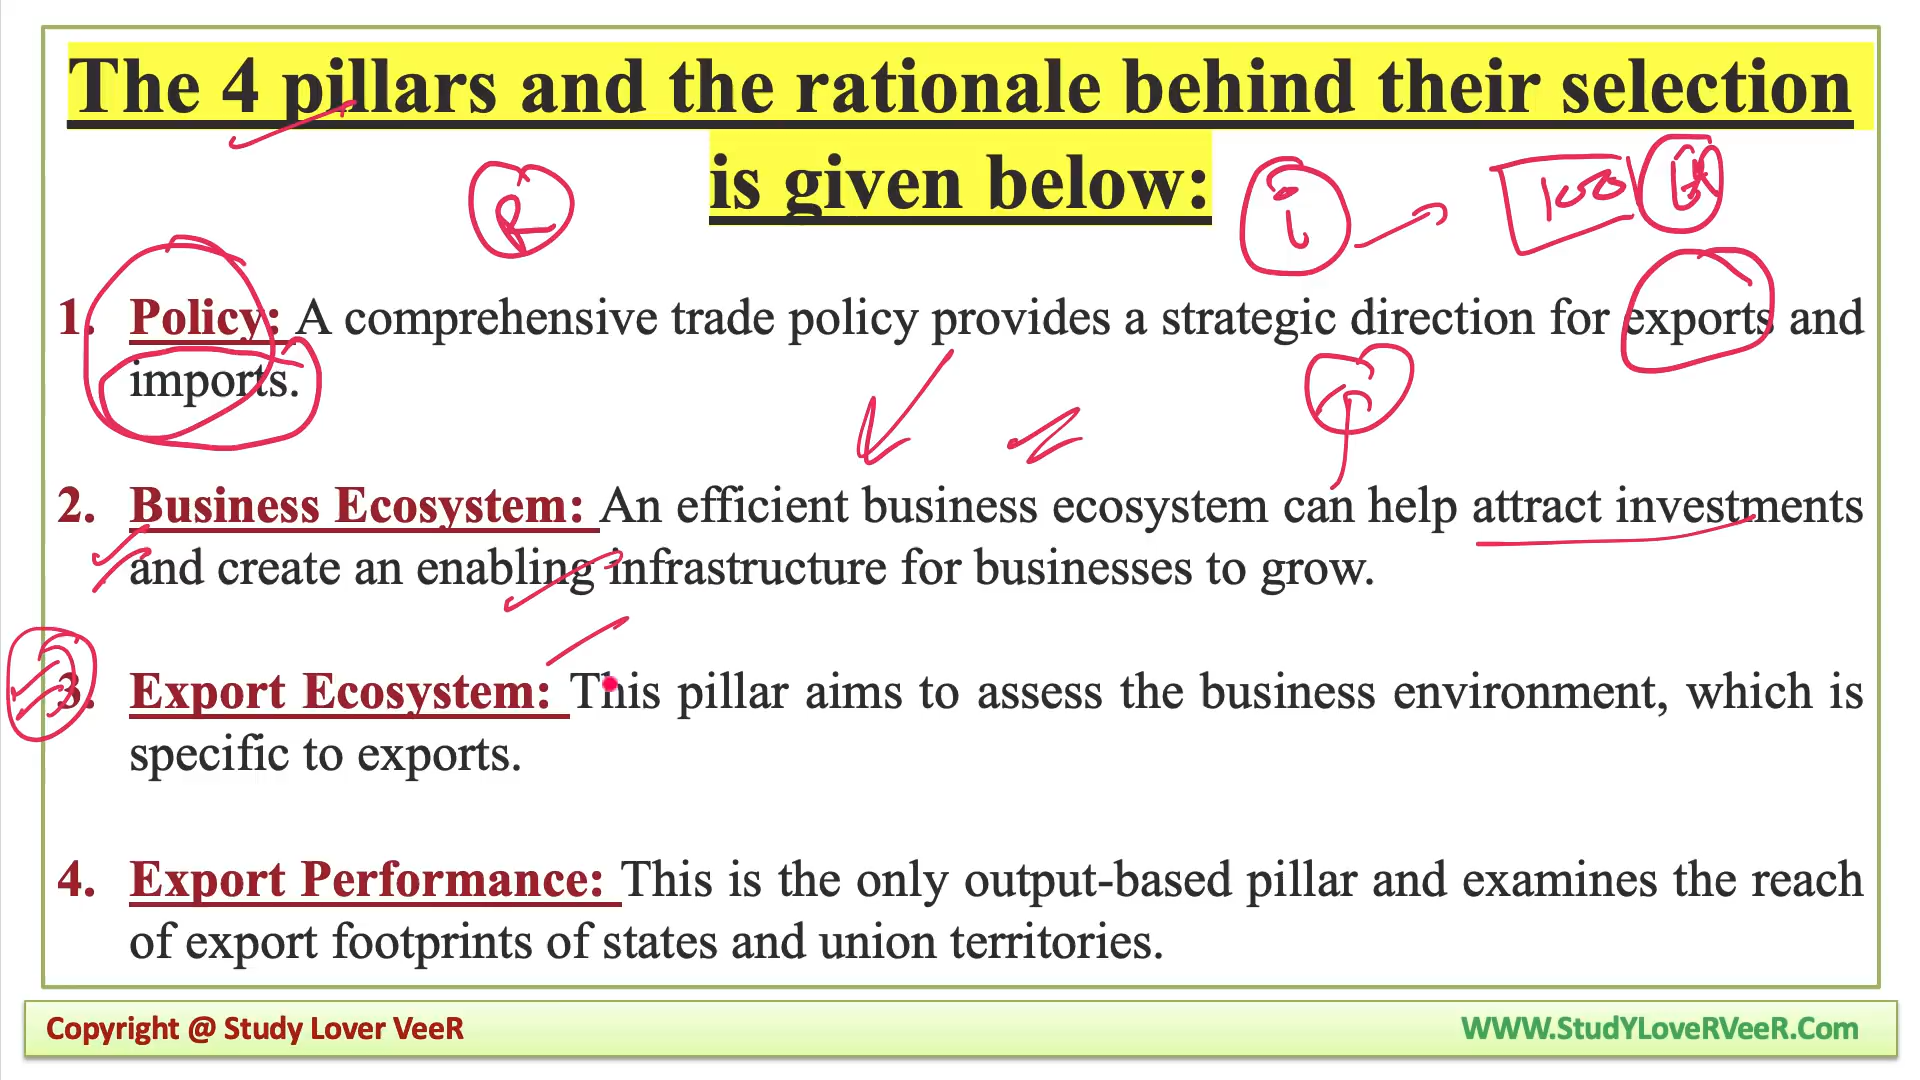 The 4 pillars and the rationale behind their selection
is given below:
R
i
100
1. Policy: A comprehensive trade policy provides a strategic direction for exports and
imports.
2. Business Ecosystem: An efficient business ecosystem can help attract investments
and create an enabling infrastructure for businesses to grow.
3. Export Ecosystem: This pillar aims to assess the business environment, which is
specific to exports.
4. Export Performance: This is the only output-based pillar and examines the reach
of export footprints of states and union territories.
Copyright @ Study Lover VeeR
WWW.StudYLoveRVeeR.Com